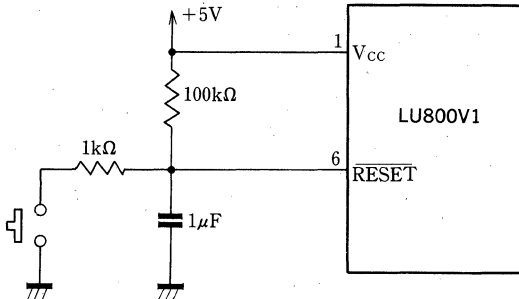 +5V
1
VCC
100kΩ
LU800V1
1kΩ
6
RESET
1μF